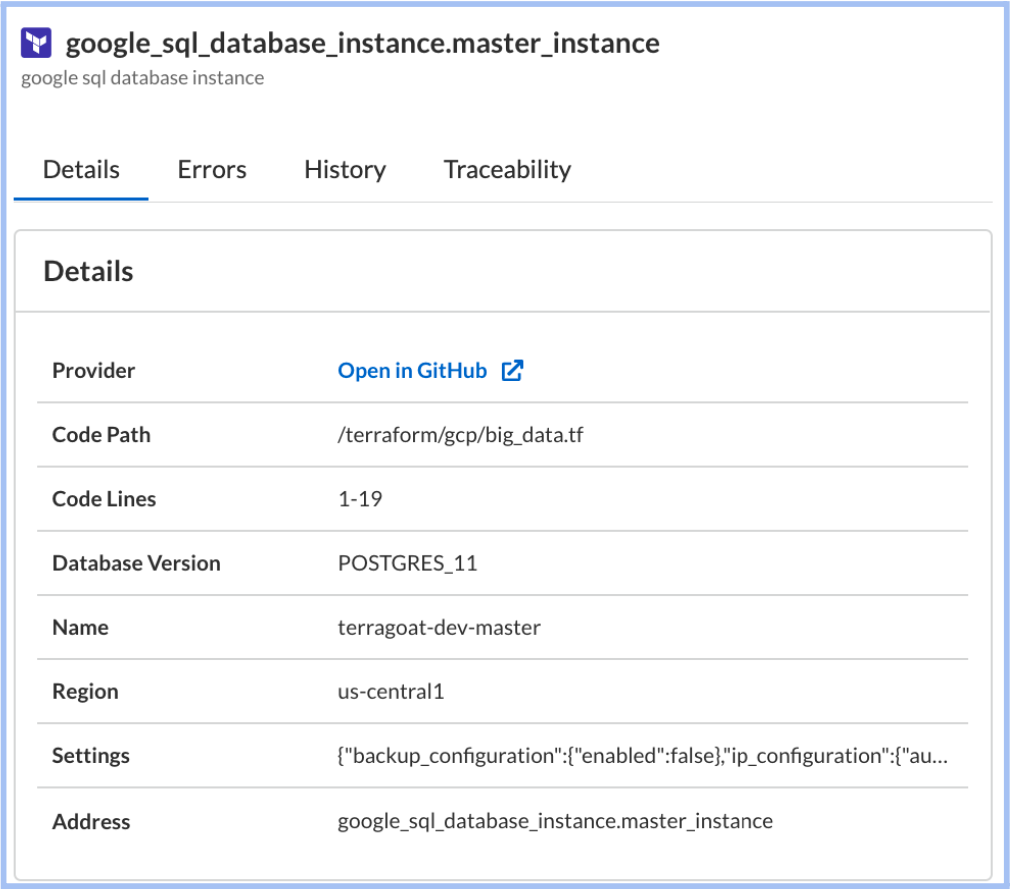 google_sql_database_instance.master_instance
google sql database instance
Details Errors History Traceability
Details
Provider Open in GitHub
Code Path /terraform/gcp/big_data.tf
Code Lines 1-19
Database Version POSTGRES_11
Name terragoat-dev-master
Region us-central1
Settings {"backup_configuration":{"enabled":false},"ip_configuration":{"au...
Address google_sql_database_instance.master_instance